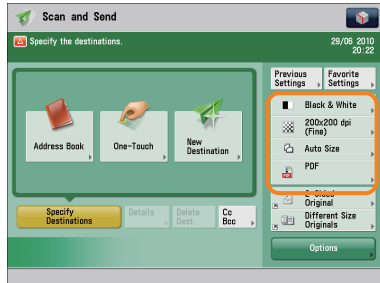 Scan and Send
Specify the destinations.
29/06 2010
20:22
Previous
Settings
Favorite
Settings
Black & White
200x200 dpi
(Fine)
Auto Size
PDF
Address Book
One-Touch
New
Destination
2-Sided
Original
Different Size
Originals
Specify
Destinations
Details
Delete
Dest.
Cc
Bcc
Options